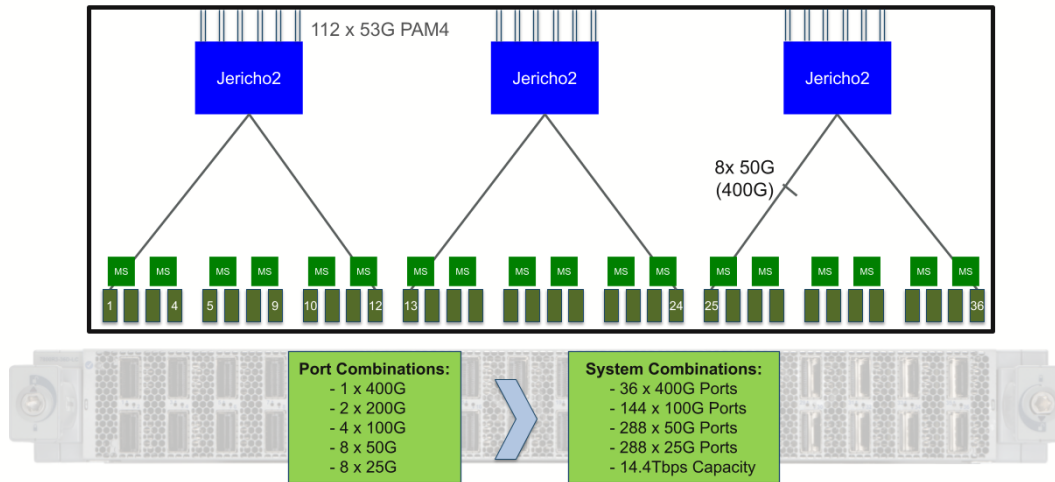 112 x 53G PAM4
Jericho2 Jericho2 Jericho2
8x 50G
(400G)
MS MS MS MS MS MS MS MS MS MS MS MS MS MS MS MS MS MS
1 4 5 9 10 12 13 24 25 36
Port Combinations:
- 1 x 400G
- 2 x 200G
- 4 x 100G
- 8 x 50G
- 8 x 25G
System Combinations:
- 36 x 400G Ports
- 144 x 100G Ports
- 288 x 50G Ports
- 288 x 25G Ports
- 14.4Tbps Capacity